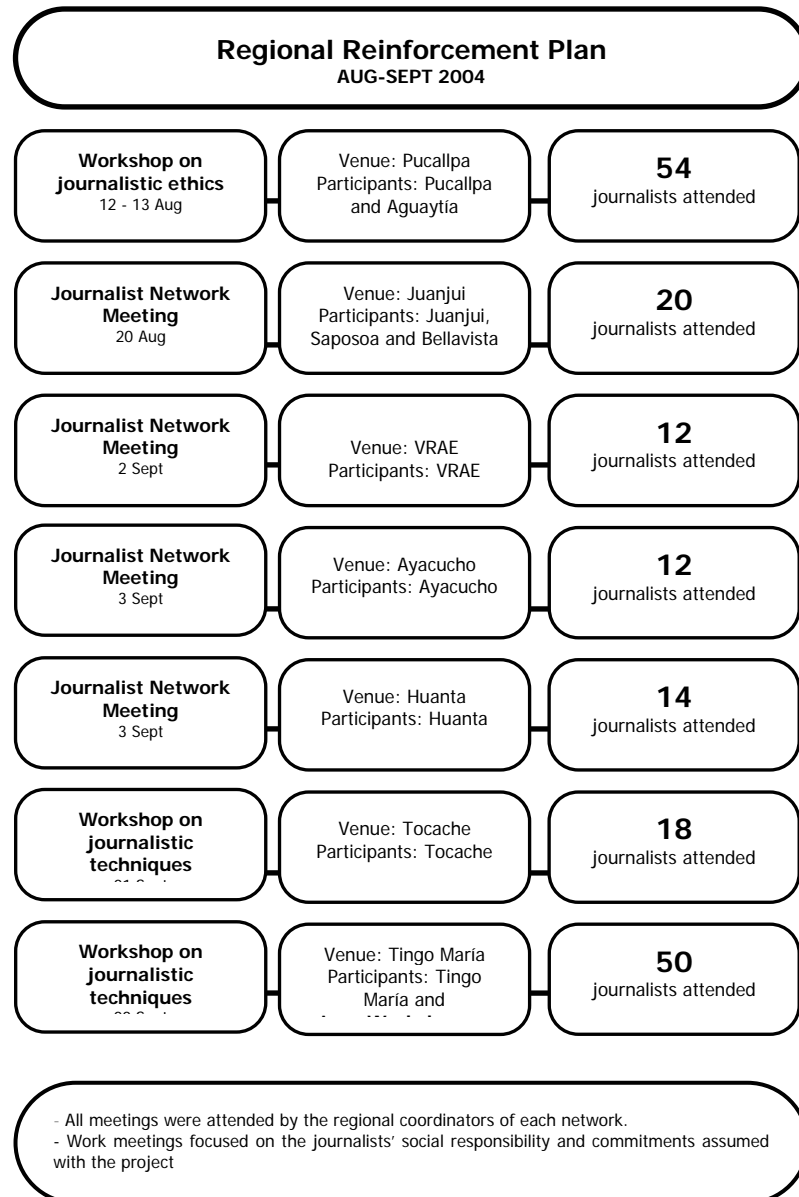 Regional Reinforcement Plan
AUG-SEPT 2004
Workshop on
journalistic ethics
12 - 13 Aug
Venue: Pucallpa
Participants: Pucallpa
and Aguaytía
54
journalists attended
Journalist Network
Meeting
20 Aug
Venue: Juanjui
Participants: Juanjui,
Saposoa and Bellavista
20
journalists attended
Journalist Network
Meeting
2 Sept
Venue: VRAE
Participants: VRAE
12
journalists attended
Journalist Network
Meeting
3 Sept
Venue: Ayacucho
Participants: Ayacucho
12
journalists attended
Journalist Network
Meeting
3 Sept
Venue: Huanta
Participants: Huanta
14
journalists attended
Workshop on
journalistic
techniques
Venue: Tocache
Participants: Tocache
18
journalists attended
Workshop on
journalistic
techniques
Venue: Tingo María
Participants: Tingo
María and
50
journalists attended
- All meetings were attended by the regional coordinators of each network.
- Work meetings focused on the journalists' social responsibility and commitments assumed
with the project